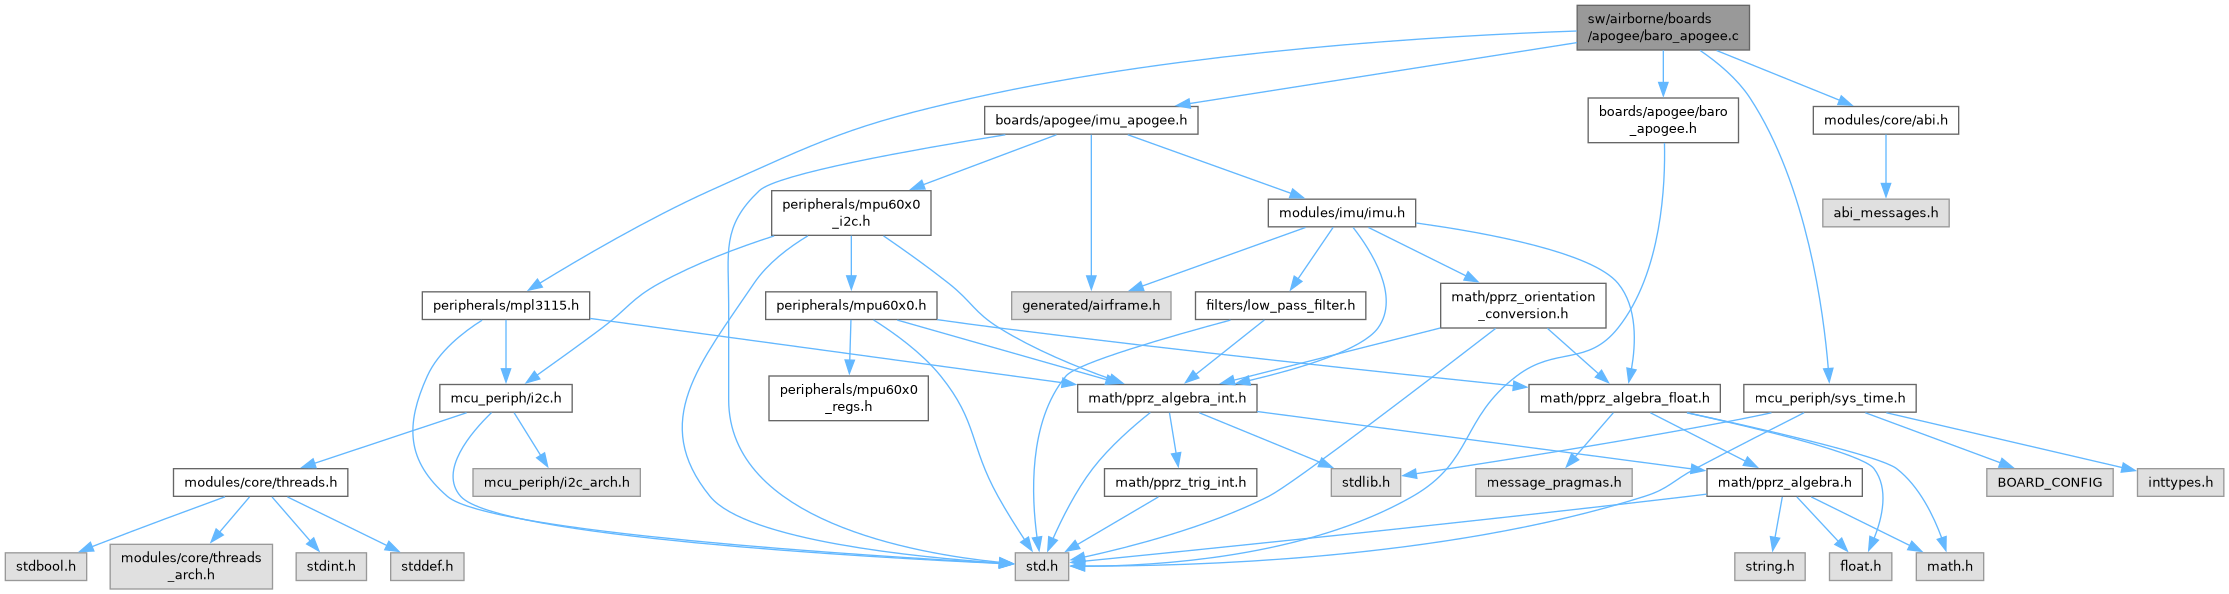 sw/airborne/boards
/apogee/baro_apogee.c
boards/apogee/imu_apogee.h
boards/apogee/baro
_apogee.h
modules/core/abi.h
peripherals/mpu60x0
_i2c.h
modules/imu/imu.h
abi_messages.h
peripherals/mpl3115.h
peripherals/mpu60x0.h
generated/airframe.h
filters/low_pass_filter.h
math/pprz_orientation
_conversion.h
mcu_periph/i2c.h
peripherals/mpu60x0
_regs.h
math/pprz_algebra_int.h
math/pprz_algebra_float.h
mcu_periph/sys_time.h
modules/core/threads.h
mcu_periph/i2c_arch.h
math/pprz_trig_int.h
stdlib.h
message_pragmas.h
math/pprz_algebra.h
BOARD_CONFIG
inttypes.h
stdbool.h
modules/core/threads
_arch.h
stdint.h
stddef.h
std.h
string.h
float.h
math.h